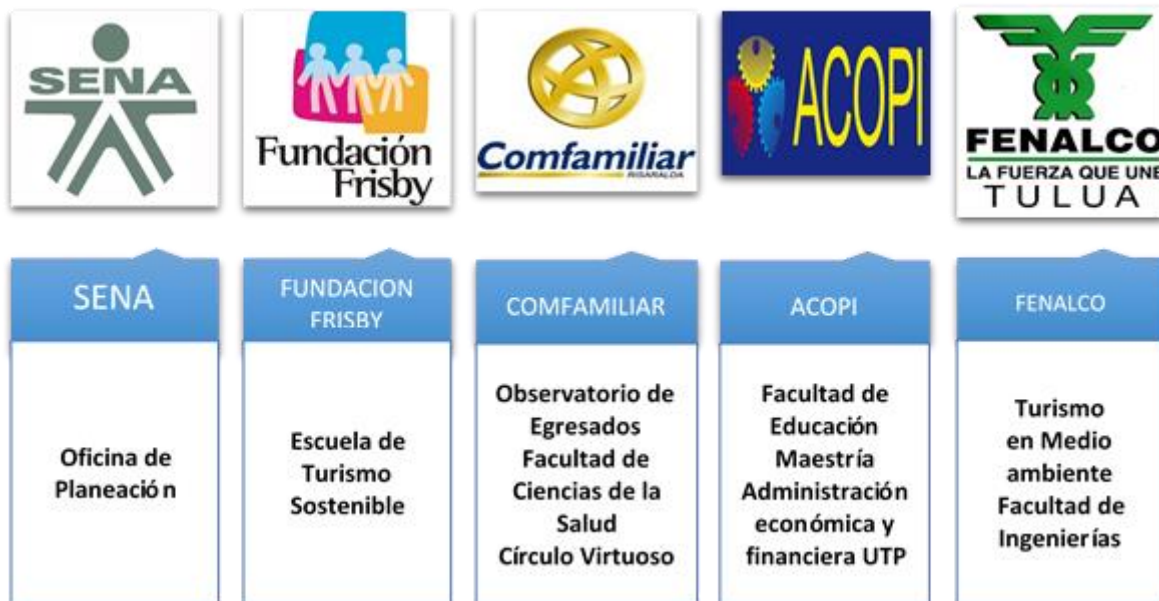 SENA
Fundación
Frisby
Comfamiliar
RISARALDA
ACOPI
FENALCO
LA FUERZA QUE UNE
TULUA
SENA
Oficina de
Planeación
FUNDACION
FRISBY
Escuela de
Turismo
Sostenible
COMFAMILIAR
Observatorio de
Egresados
Facultad de
Ciencias de la
Salud
Círculo Virtuoso
ACOPI
Facultad de
Educación
Maestría
Administración
económica y
financiera UTP
FENALCO
Turismo
en Medio
ambiente
Facultad de
Ingenierías